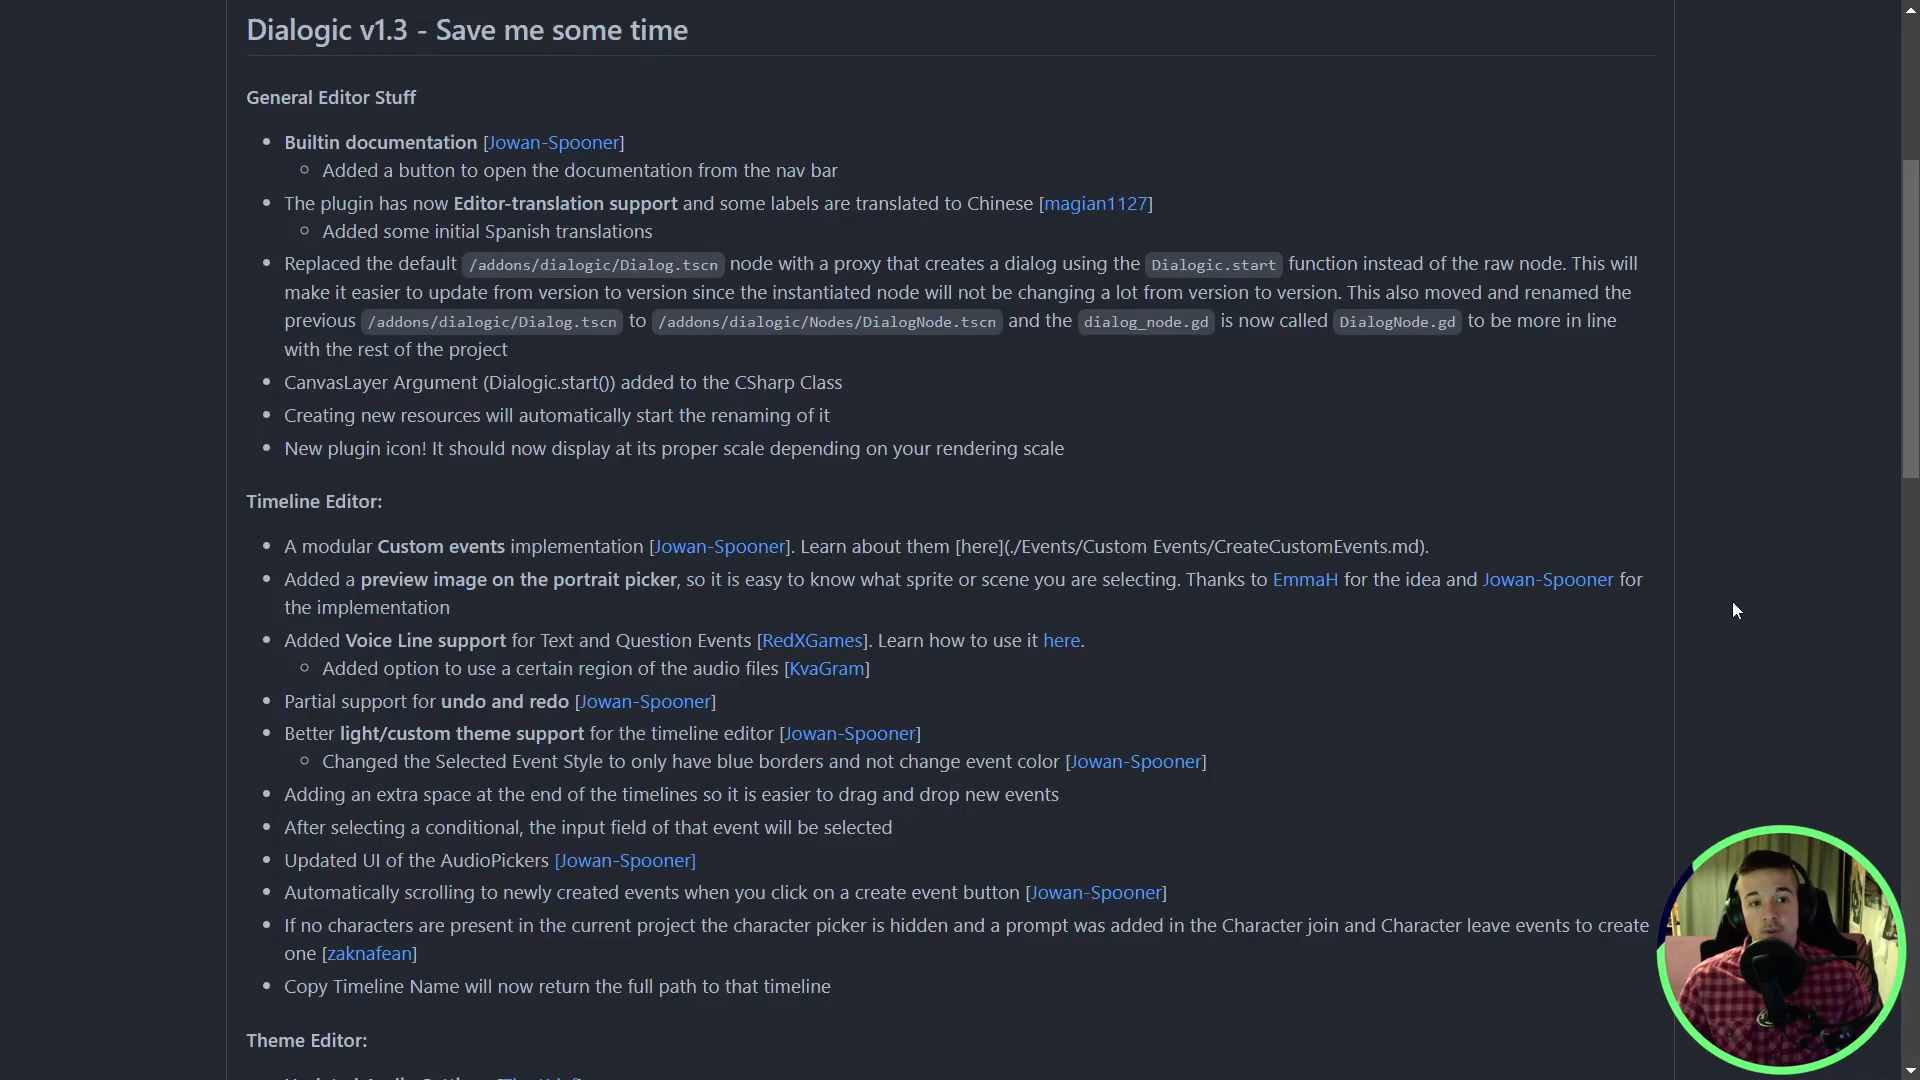 Dialogic v1.3 - Save me some time
General Editor Stuff
Builtin documentation [Jowan-Spooner]
Added a button to open the documentation from the nav bar
The plugin has now Editor-translation support and some labels are translated to Chinese [magian1127]
Added some initial Spanish translations
Replaced the default /addons/dialogic/Dialog.tscn node with a proxy that creates a dialog using the Dialogic.start function instead of the raw node. This will
make it easier to update from version to version since the instantiated node will not be changing a lot from version to version. This also moved and renamed the
previous /addons/dialogic/Dialog.tscn to /addons/dialogic/Nodes/DialogNode.tscn and the dialog_node.gd is now called DialogNode.gd to be more in line
with the rest of the project
CanvasLayer Argument (Dialogic.start()) added to the CSharp Class
Creating new resources will automatically start the renaming of it
New plugin icon! It should now display at its proper scale depending on your rendering scale
Timeline Editor:
A modular Custom events implementation [Jowan-Spooner]. Learn about them [here](./Events/Custom Events/CreateCustomEvents.md).
Added a preview image on the portrait picker, so it is easy to know what sprite or scene you are selecting. Thanks to EmmaH for the idea and Jowan-Spooner for
the implementation
Added Voice Line support for Text and Question Events [RedXGames]. Learn how to use it here.
Added option to use a certain region of the audio files [KvaGram]
Partial support for undo and redo [Jowan-Spooner]
Better light/custom theme support for the timeline editor [Jowan-Spooner]
Changed the Selected Event Style to only have blue borders and not change event color [Jowan-Spooner]
Adding an extra space at the end of the timelines so it is easier to drag and drop new events
After selecting a conditional, the input field of that event will be selected
Updated UI of the AudioPickers [Jowan-Spooner]
Automatically scrolling to newly created events when you click on a create event button [Jowan-Spooner]
If no characters are present in the current project the character picker is hidden and a prompt was added in the Character join and Character leave events to create
one [zaknafean]
Copy Timeline Name will now return the full path to that timeline
Theme Editor: